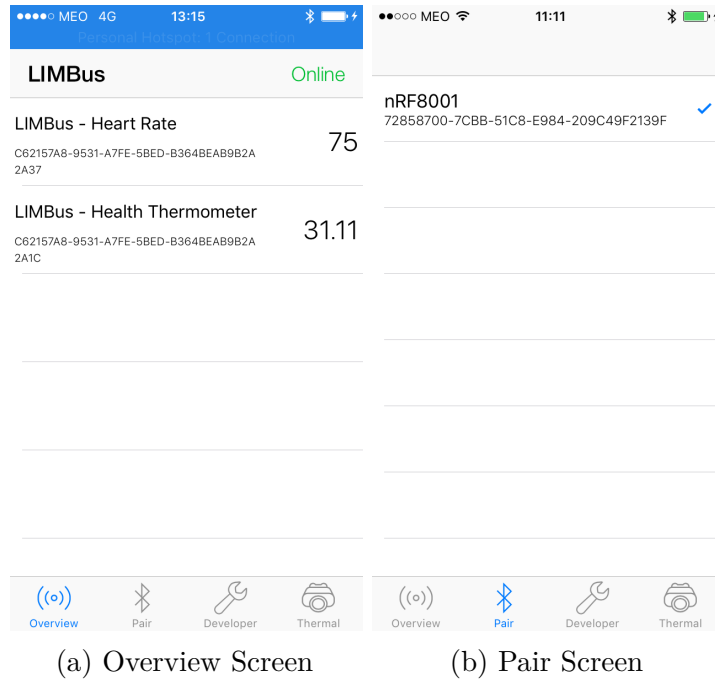 MEO 4G 13:15
Personal Hotspot: 1 Connection
LIMBus Online
LIMBus - Heart Rate
75
C62157A8-9531-A7FE-5BED-B364BEAB9B2A
2A37
LIMBus - Health Thermometer
31.11
C62157A8-9531-A7FE-5BED-B364BEAB9B2A
2A1C
Overview Pair Developer Thermal
(a) Overview Screen
MEO 11:11
nRF8001
72858700-7CBB-51C8-E984-209C49F2139F
Overview Pair Developer Thermal
(b) Pair Screen